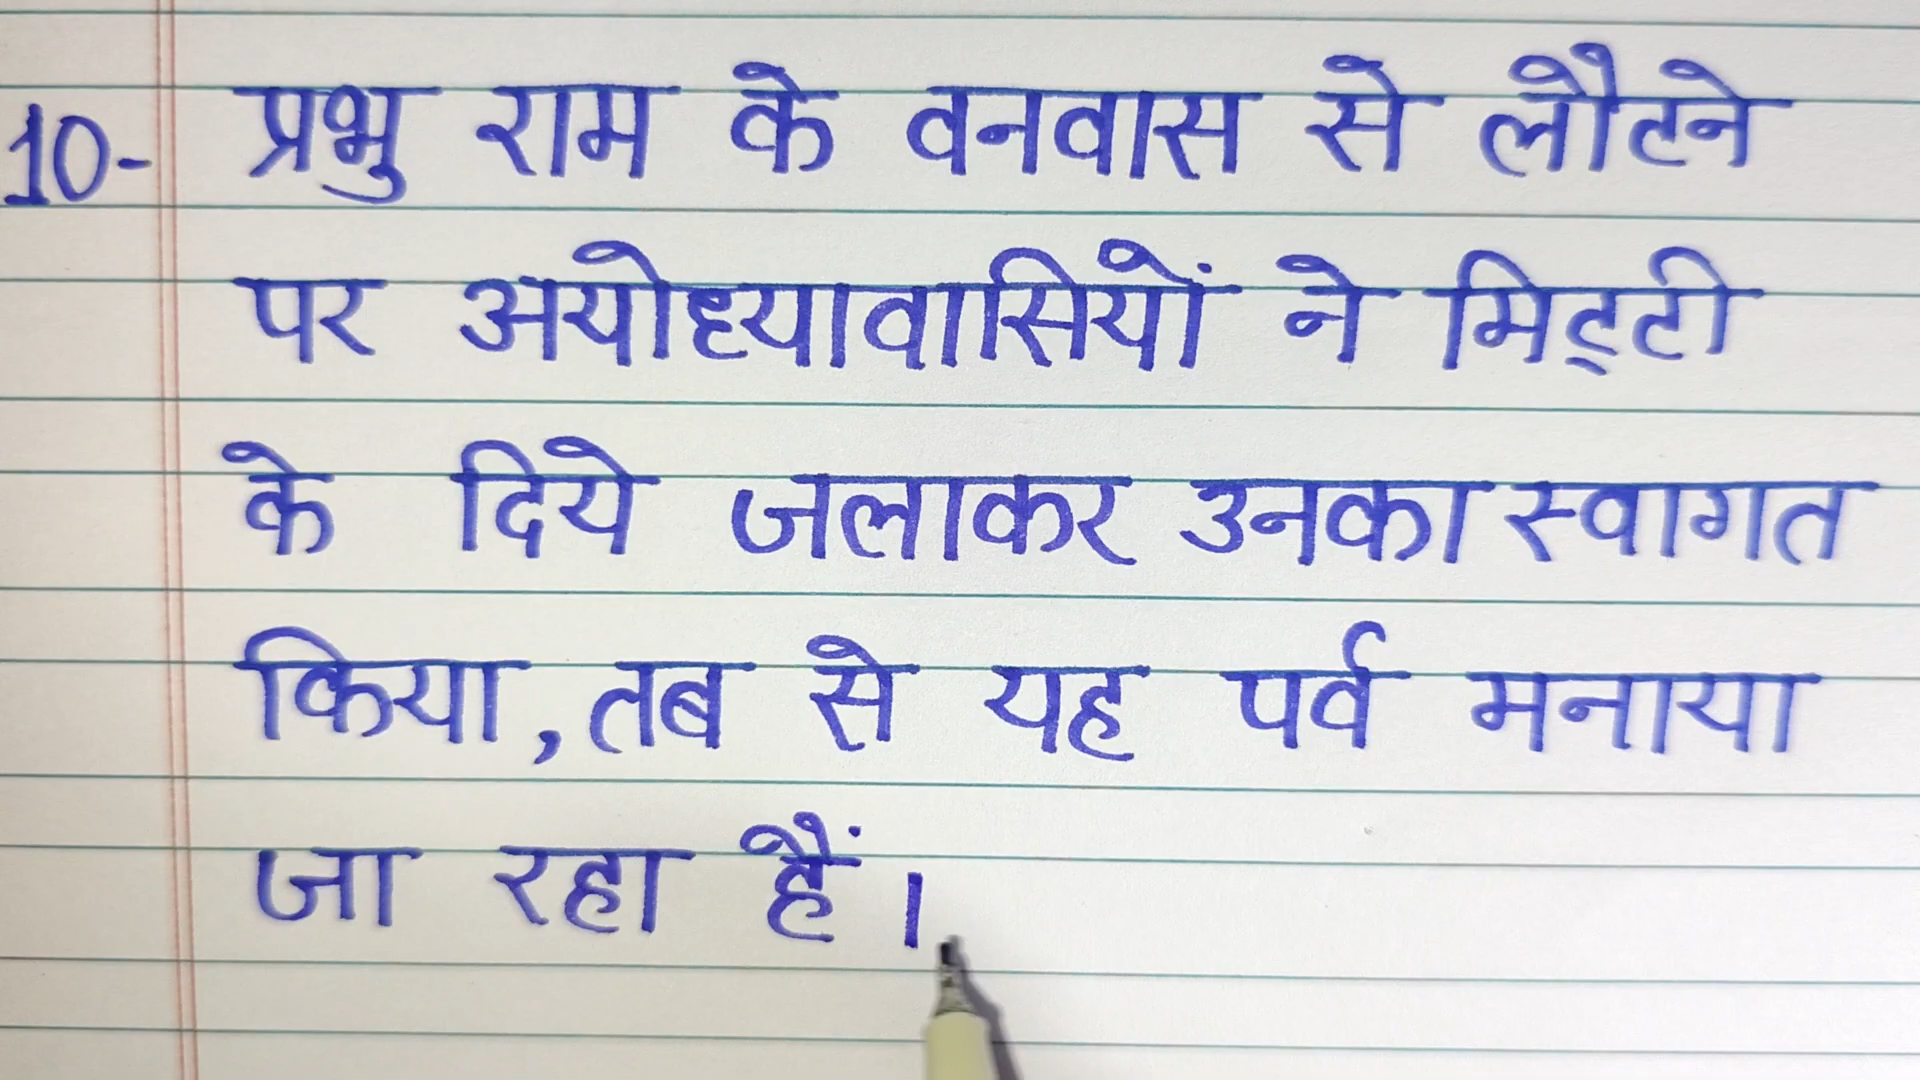 10- प्रभु राम के वनवास से लौटने
पर अयोध्यावासियों ने मिट्टी
के दिये जलाकर उनका स्वागत
किया, तब से यह पर्व मनाया
जा रहा हैं।